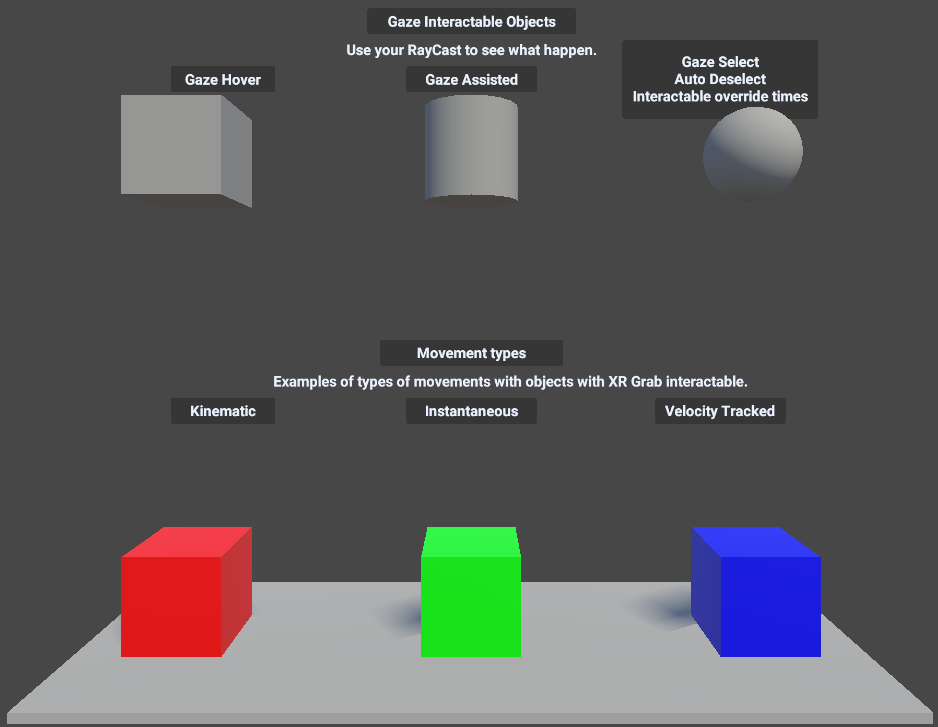 Gaze Interactable Objects
Use your RayCast to see what happen.
Gaze Hover
Gaze Assisted
Gaze Select
Auto Deselect
Interactable override times
Movement types
Examples of types of movements with objects with XR Grab interactable.
Kinematic
Instantaneous
Velocity Tracked